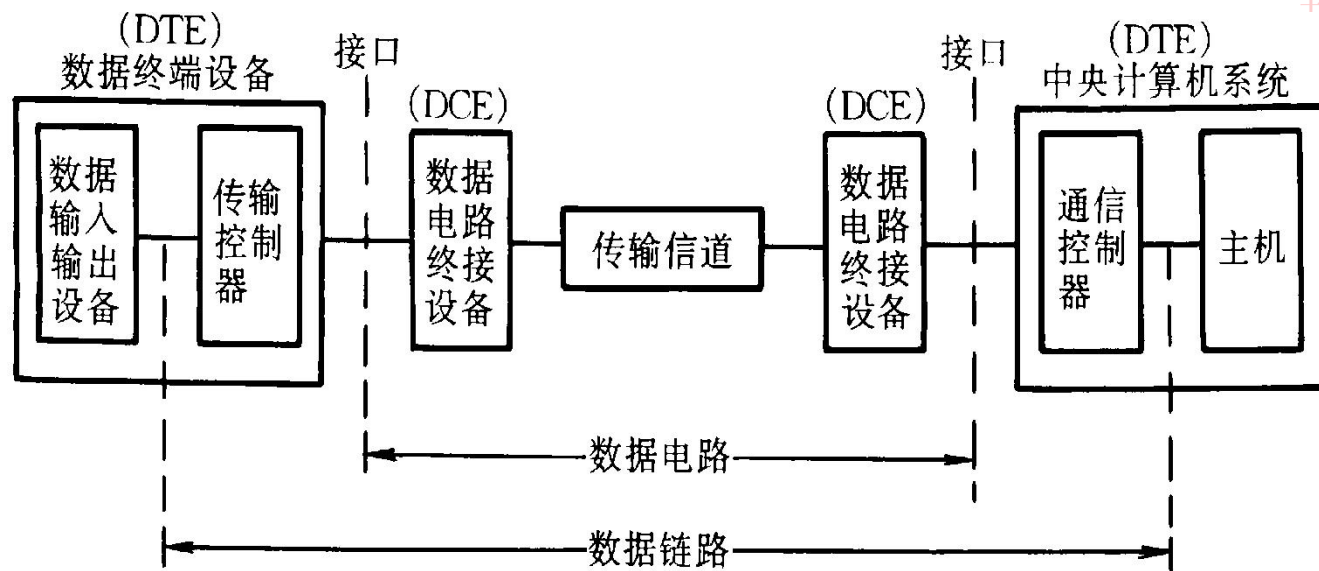 (DTE)
数据终端设备
接口
(DCE)
(DCE)
接口
(DTE)
中央计算机系统
数据
输入
输出
设备
传输
控制
器
数据
电路
终接
设备
传输信道
数据
电路
终接
设备
通信
控制
器
主机
数据电路
数据链路